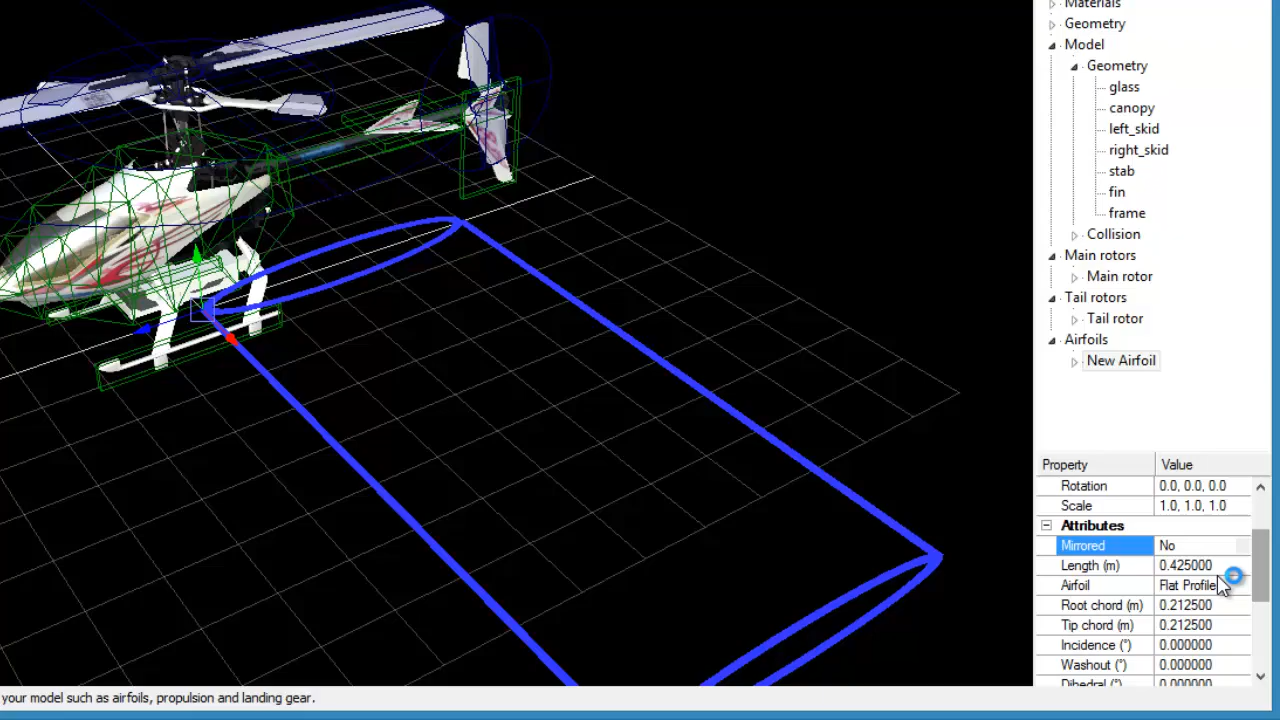 Materials
Geometry
Model
Geometry
glass
canopy
left_skid
right_skid
stab
fin
frame
Collision
Main rotors
Main rotor
Tail rotors
Tail rotor
Airfoils
New Airfoil
Property Value
Rotation 0.0, 0.0, 0.0
Scale 1.0, 1.0, 1.0
Attributes
Mirrored No
Length (m) 0.425000
Airfoil Flat Profile
Root chord (m) 0.212500
Tip chord (m) 0.212500
Incidence (°) 0.000000
Washout (°) 0.000000
Dihedral (°) 0.000000
your model such as airfoils, propulsion and landing gear.